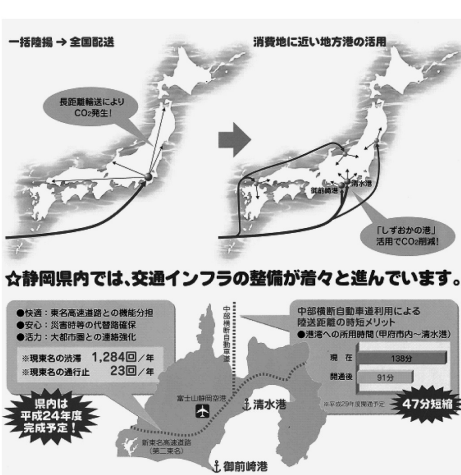 一括陸揚 → 全国配送
消費地に近い地方港の活用
長距離輸送により
CO₂発生!
御前崎港
清水港
「しずおかの港」
活用でCO₂削減!
☆静岡県内では、交通インフラの整備が着々と進んでいます。
●快適:東名高速道路との機能分担
●安心:災害時等の代替路確保
●活力:大都市圏との連絡強化
※現東名の渋滞 1,284回/年
※現東名の通行止 23回/年
県内は
平成24年度
完成予定!
中部横断自動車道
中部横断自動車道利用による
陸送距離の時短メリット
●港湾への所用時間(甲府市内〜清水港)
現 在 138分
開通後 91分
※平成29年度開通予定
47分短縮
富士山静岡空港
清水港
新東名高速道路
(第二東名)
御前崎港